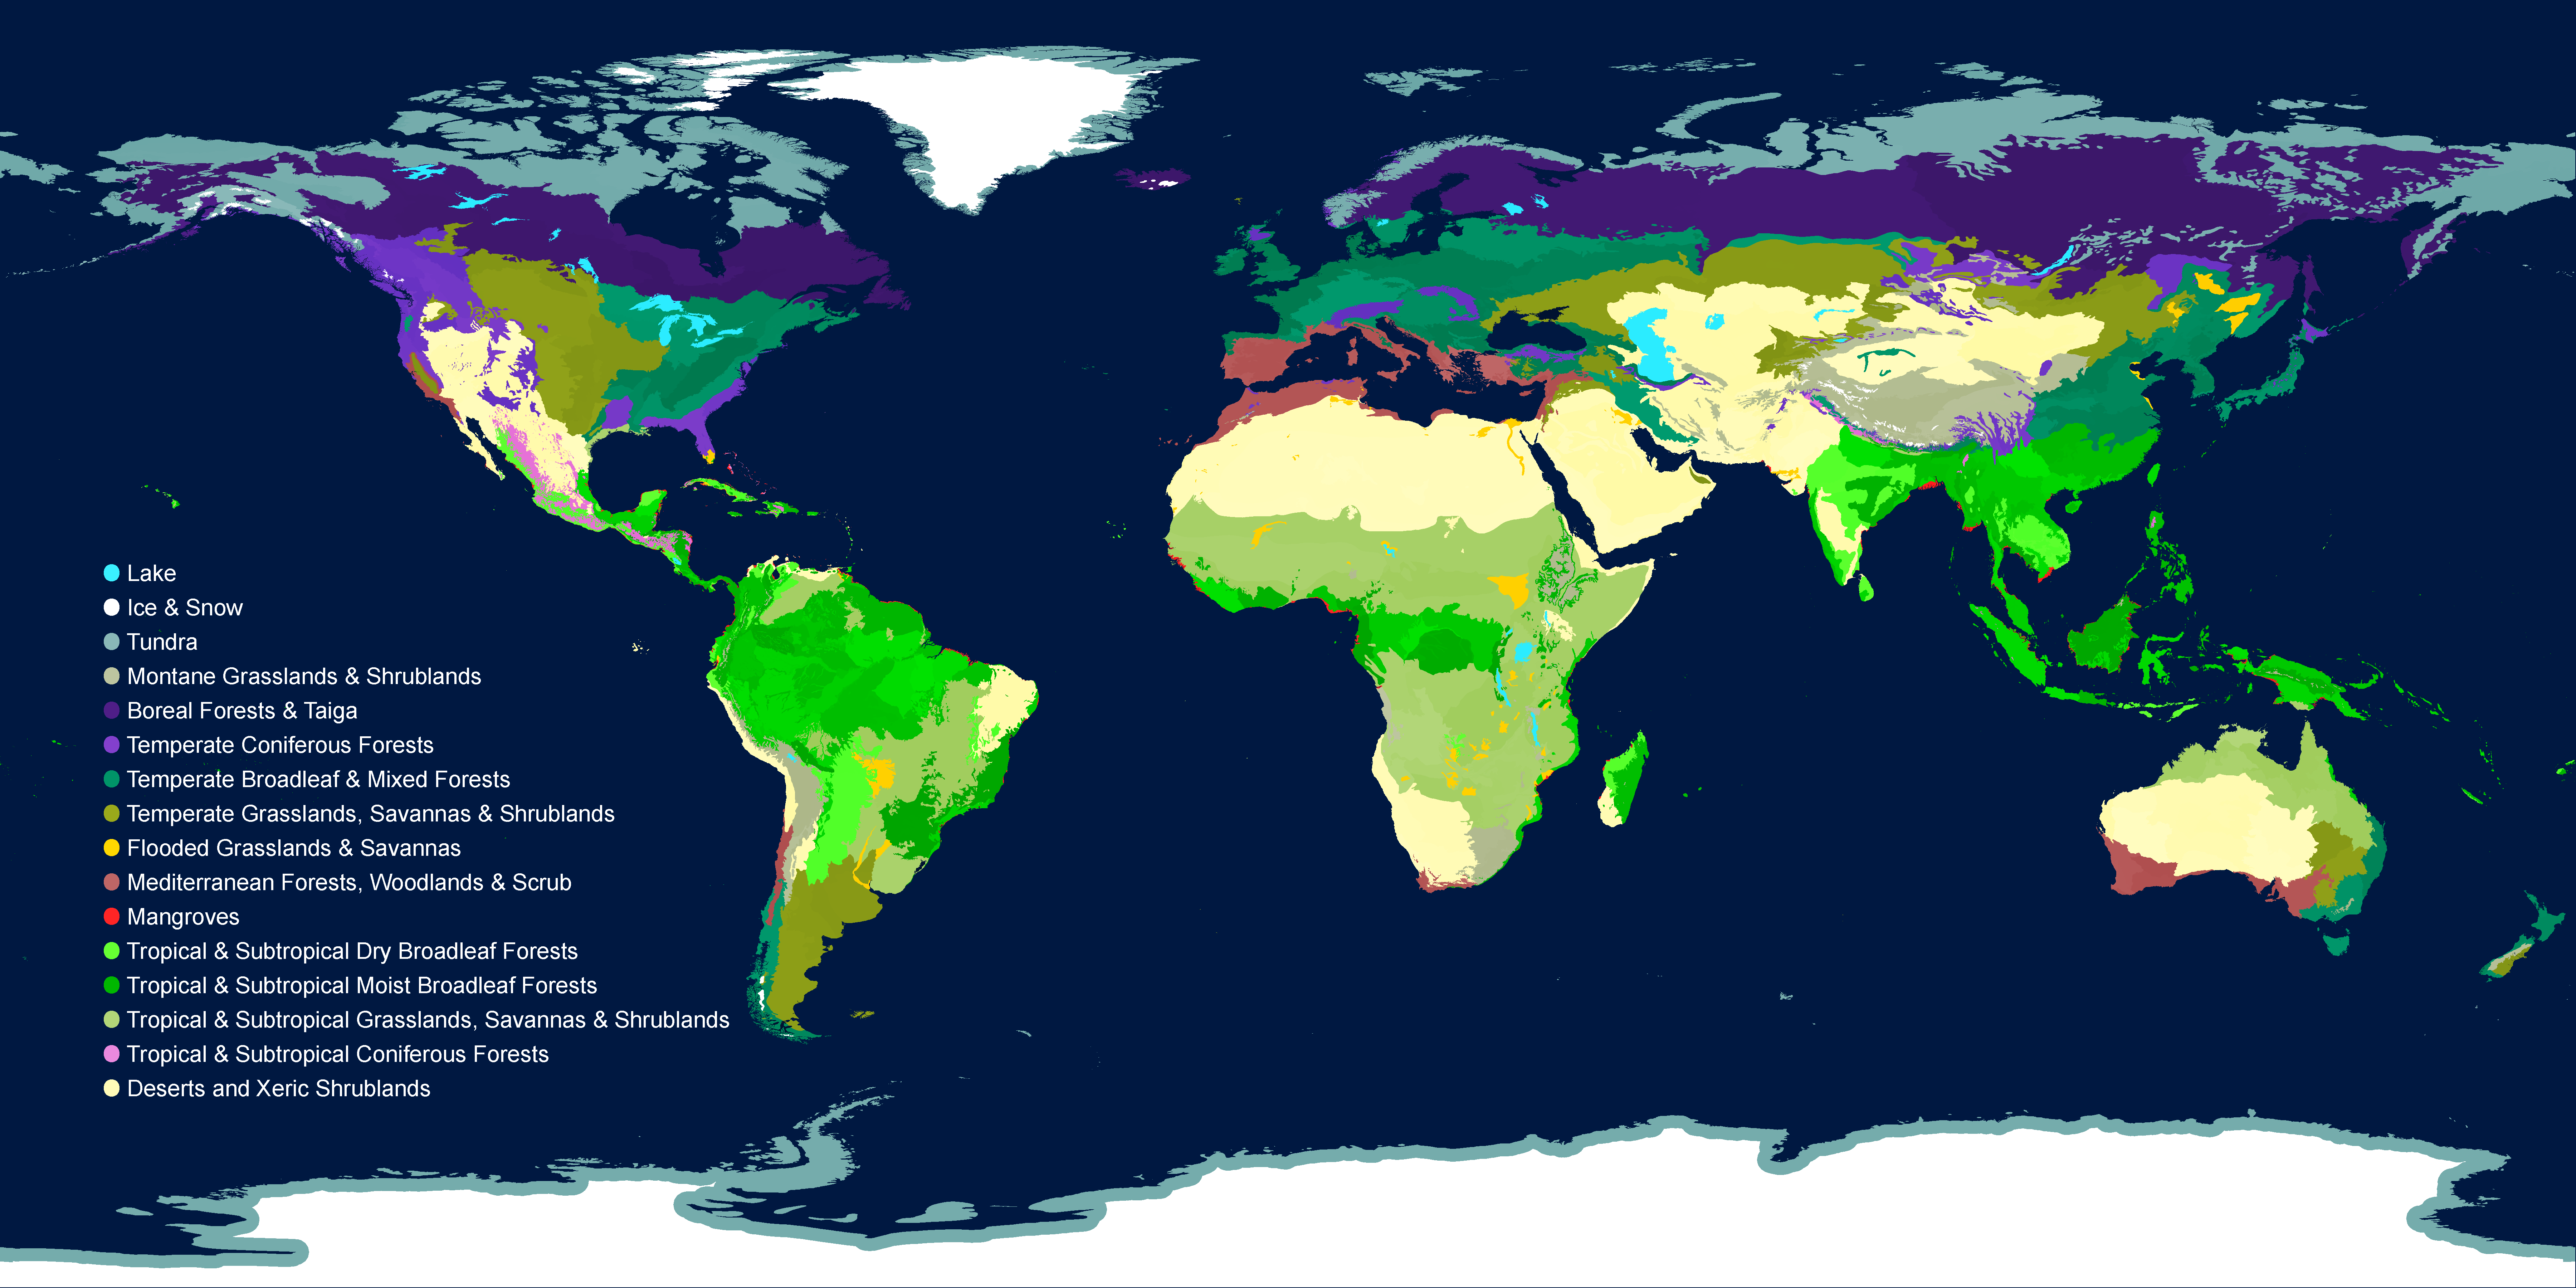 Lake
Ice & Snow
Tundra
Montane Grasslands & Shrublands
Boreal Forests & Taiga
Temperate Coniferous Forests
Temperate Broadleaf & Mixed Forests
Temperate Grasslands, Savannas & Shrublands
Flooded Grasslands & Savannas
Mediterranean Forests, Woodlands & Scrub
Mangroves
Tropical & Subtropical Dry Broadleaf Forests
Tropical & Subtropical Moist Broadleaf Forests
Tropical & Subtropical Grasslands, Savannas & Shrublands
Tropical & Subtropical Coniferous Forests
Deserts and Xeric Shrublands